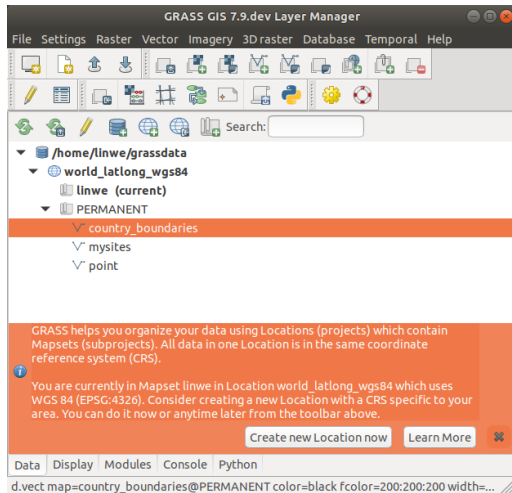 GRASS GIS 7.9.dev Layer Manager
File Settings Raster Vector Imagery 3D raster Database Temporal Help
Search:
/home/linwe/grassdata
world_latlong_wgs84
linwe (current)
PERMANENT
country_boundaries
mysites
point
GRASS helps you organize your data using Locations (projects) which contain
Mapsets (subprojects). All data in one Location is in the same coordinate
reference system (CRS).
You are currently in Mapset linwe in Location world_latlong_wgs84 which uses
WGS 84 (EPSG:4326). Consider creating a new Location with a CRS specific to your
area. You can do it now or anytime later from the toolbar above.
Create new Location now Learn More
Data Display Modules Console Python
d.vect map=country_boundaries@PERMANENT color=black fcolor=200:200:200 width=...